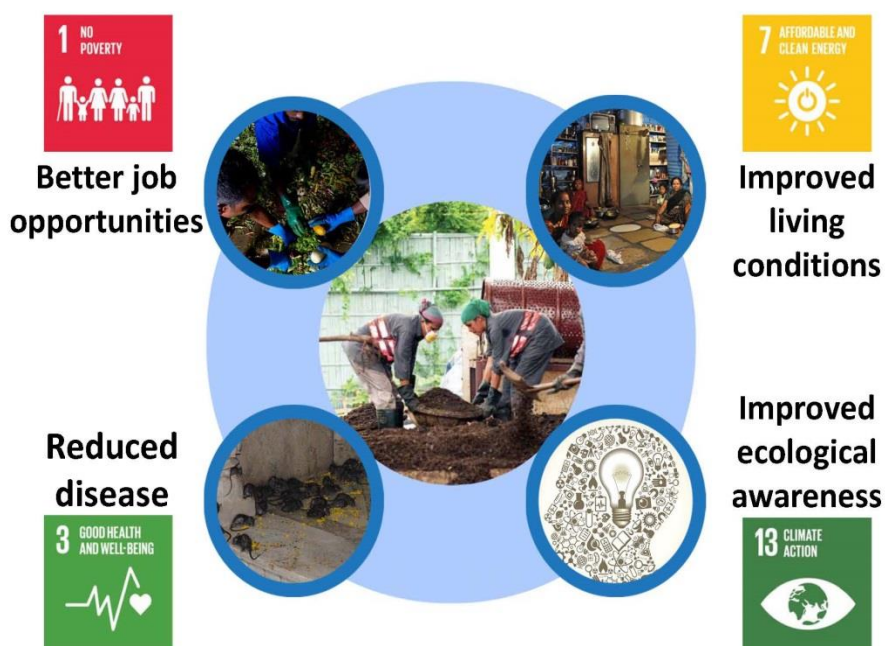 1 NO
POVERTY
Better job
opportunities
7 AFFORDABLE AND
CLEAN ENERGY
Improved
living
conditions
Reduced
disease
3 GOOD HEALTH
AND WELL-BEING
Improved
ecological
awareness
13 CLIMATE
ACTION